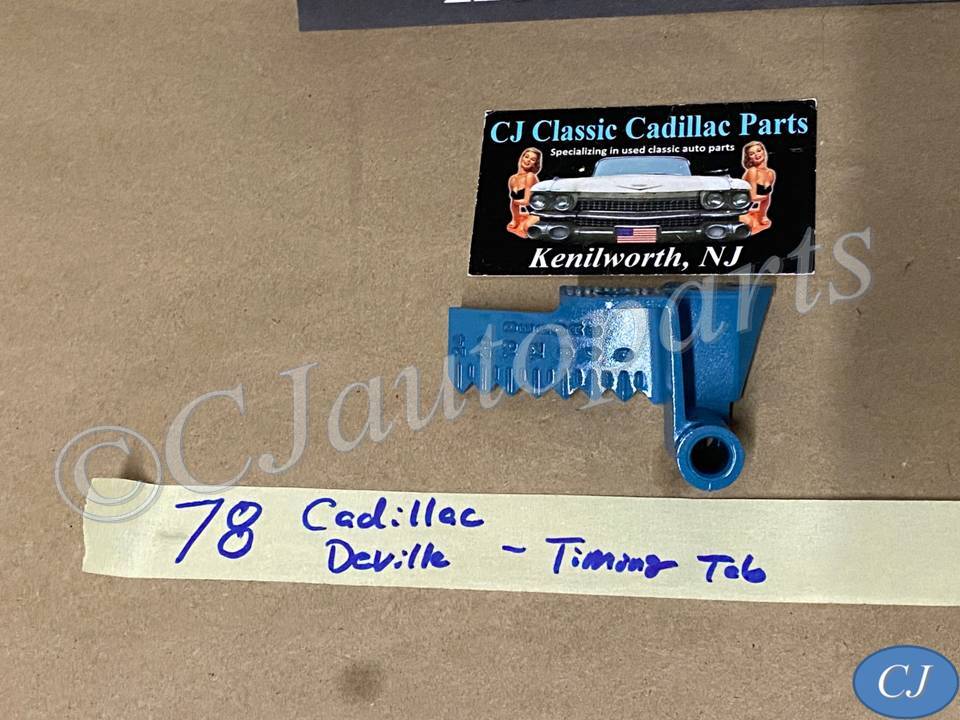 CJ Classic Cadillac Parts
Specializing in used classic auto parts
Kenilworth, NJ
©CJautoparts
78 Cadillac
Deville - Timing Tab
CJ